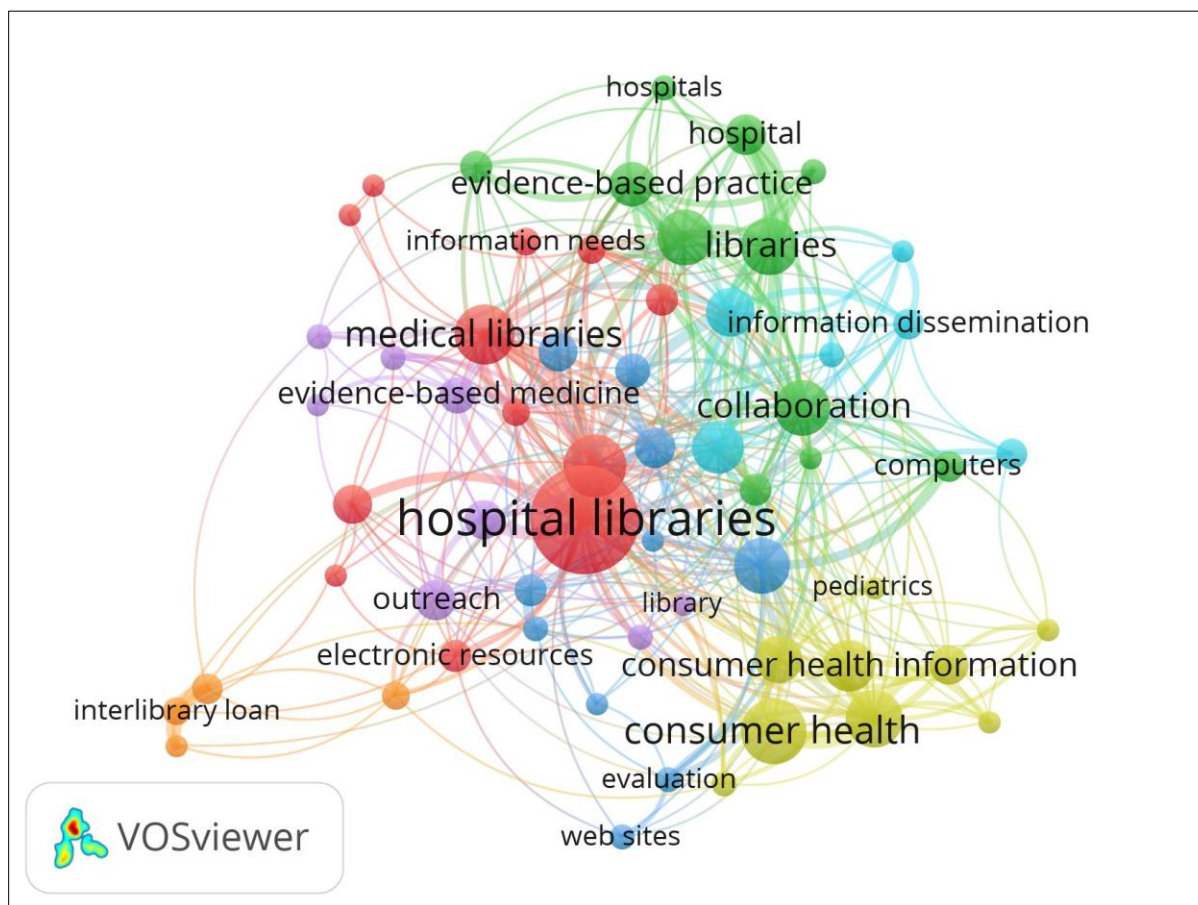 hospitals
hospital
evidence-based practice
information needs
libraries
information dissemination
medical libraries
evidence-based medicine
collaboration
computers
hospital libraries
pediatrics
outreach
library
electronic resources
consumer health information
interlibrary loan
consumer health
evaluation
web sites
VOSviewer